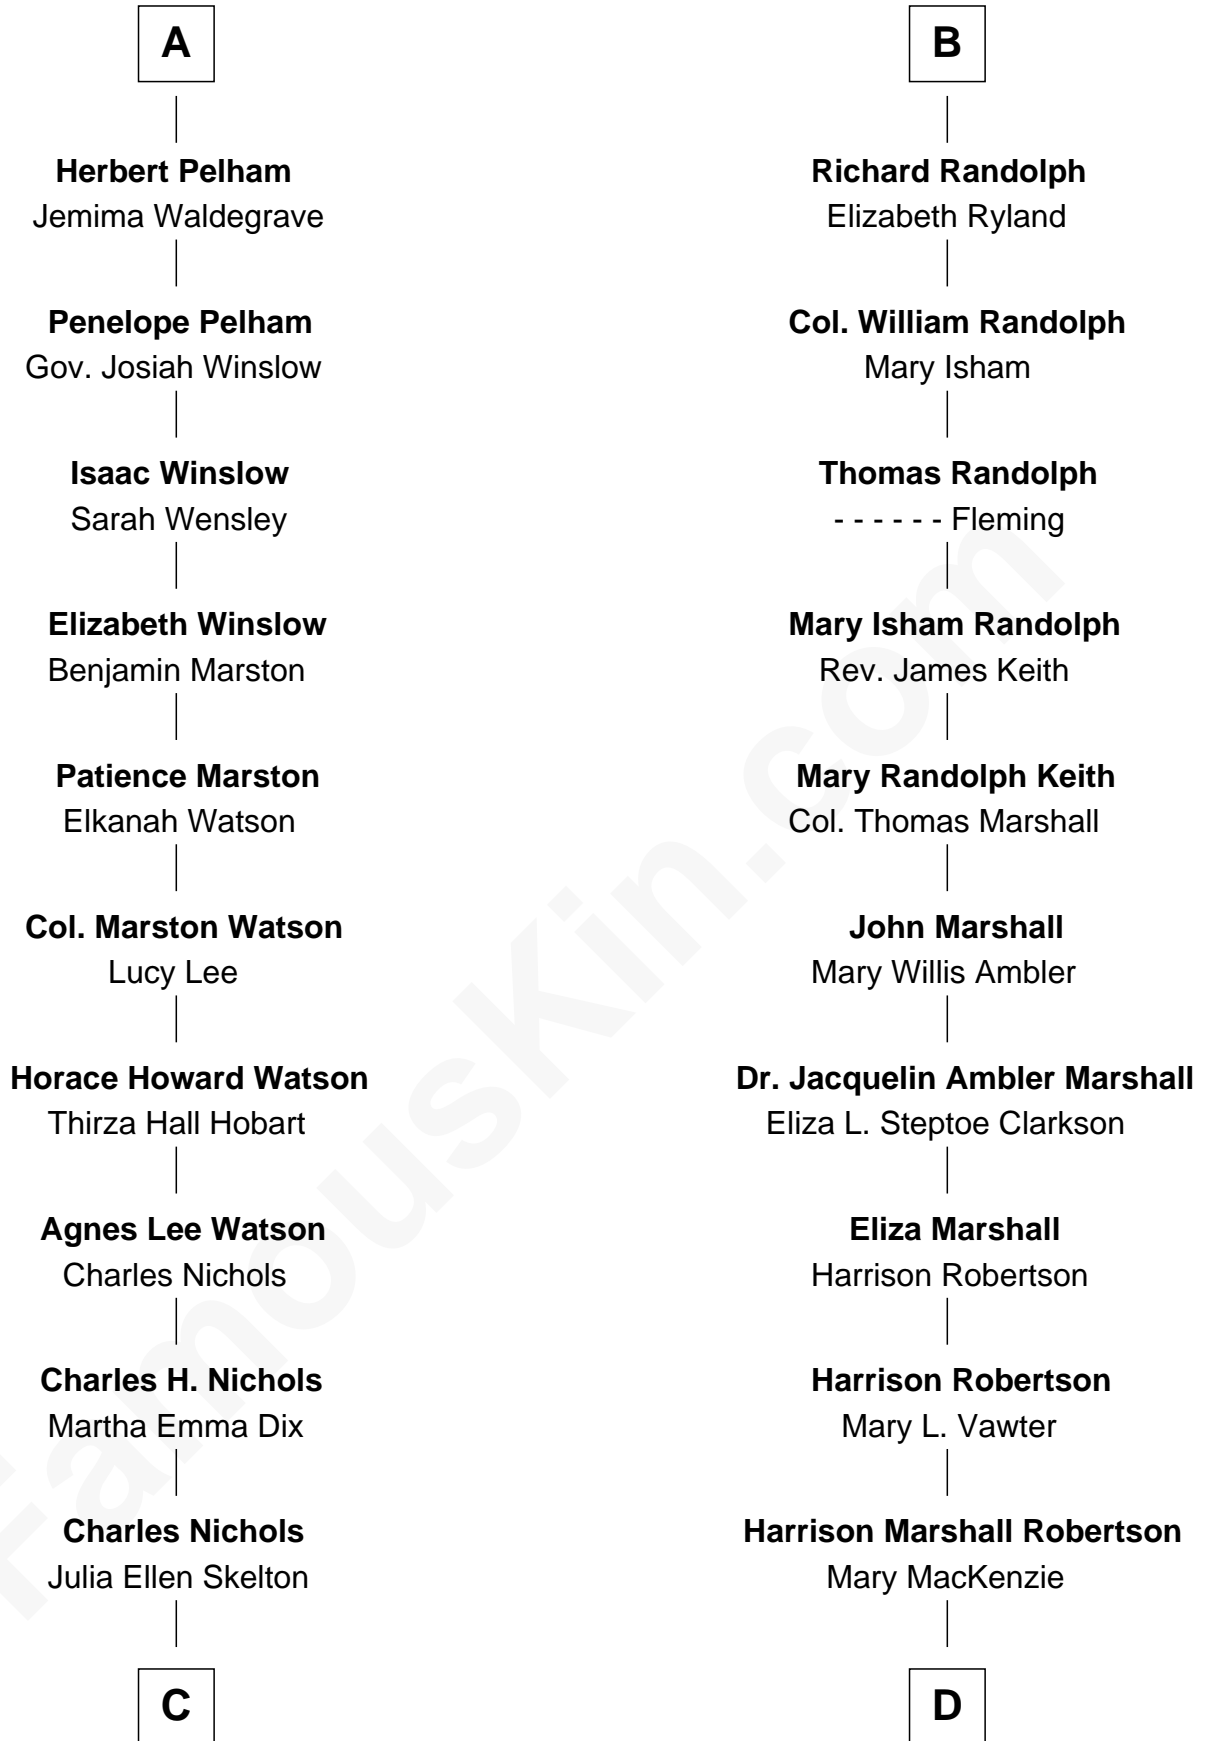 A
Herbert Pelham
Jemima Waldegrave
Penelope Pelham
Gov. Josiah Winslow
Isaac Winslow
Sarah Wensley
Elizabeth Winslow
Benjamin Marston
Patience Marston
Elkanah Watson
Col. Marston Watson
Lucy Lee
Horace Howard Watson
Thirza Hall Hobart
Agnes Lee Watson
Charles Nichols
Charles H. Nichols
Martha Emma Dix
Charles Nichols
Julia Ellen Skelton
C
B
Richard Randolph
Elizabeth Ryland
Col. William Randolph
Mary Isham
Thomas Randolph
- - - - - - Fleming
Mary Isham Randolph
Rev. James Keith
Mary Randolph Keith
Col. Thomas Marshall
John Marshall
Mary Willis Ambler
Dr. Jacquelin Ambler Marshall
Eliza L. Steptoe Clarkson
Eliza Marshall
Harrison Robertson
Harrison Robertson
Mary L. Vawter
Harrison Marshall Robertson
Mary MacKenzie
D
FamousKin.com